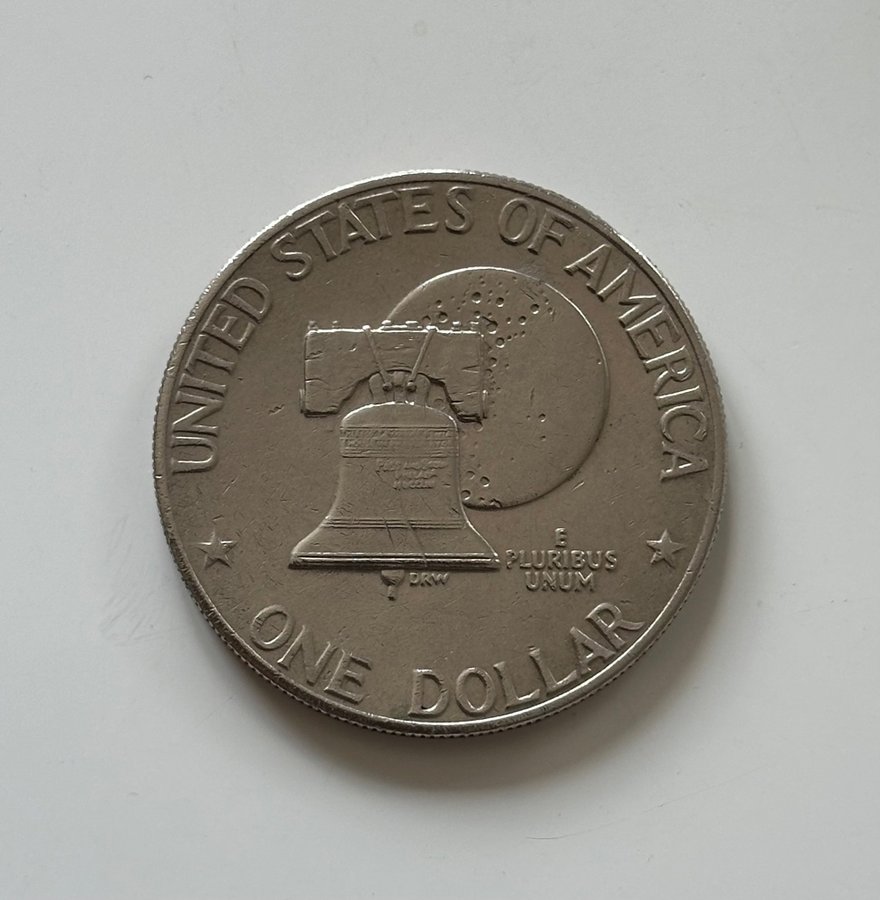 UNITED STATES OF AMERICA
E
PLURIBUS
UNUM
DRW
ONE DOLLAR